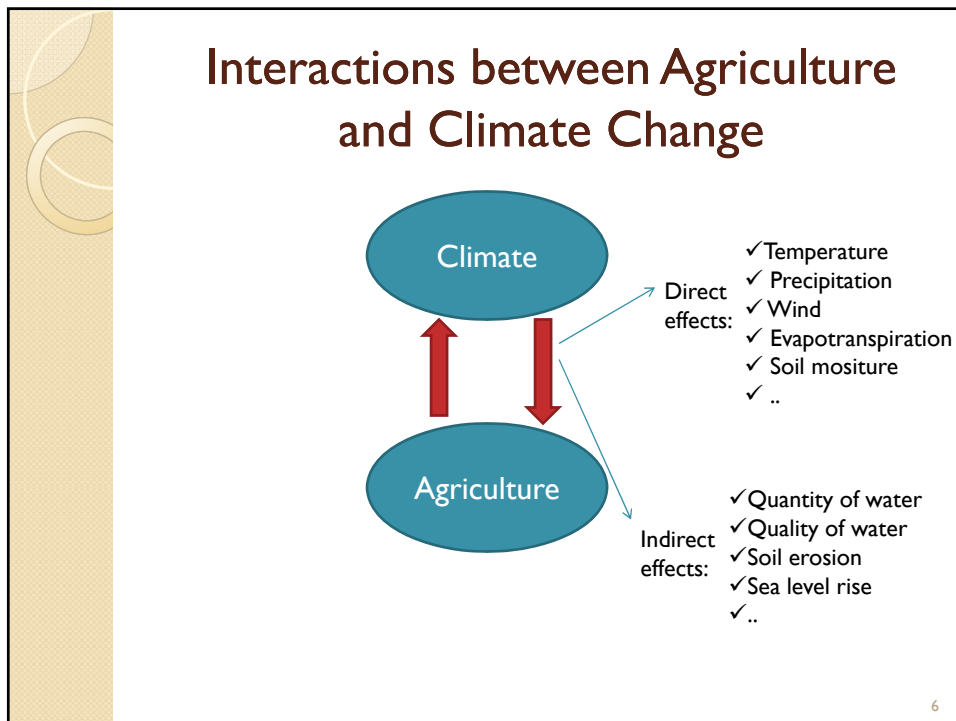 Interactions between Agriculture
and Climate Change
Climate
Agriculture
Direct
effects:
✓Temperature
✓ Precipitation
✓ Wind
✓ Evapotranspiration
✓ Soil mositure
✓ ..
Indirect
effects:
✓Quantity of water
✓Quality of water
✓Soil erosion
✓Sea level rise
✓..
6